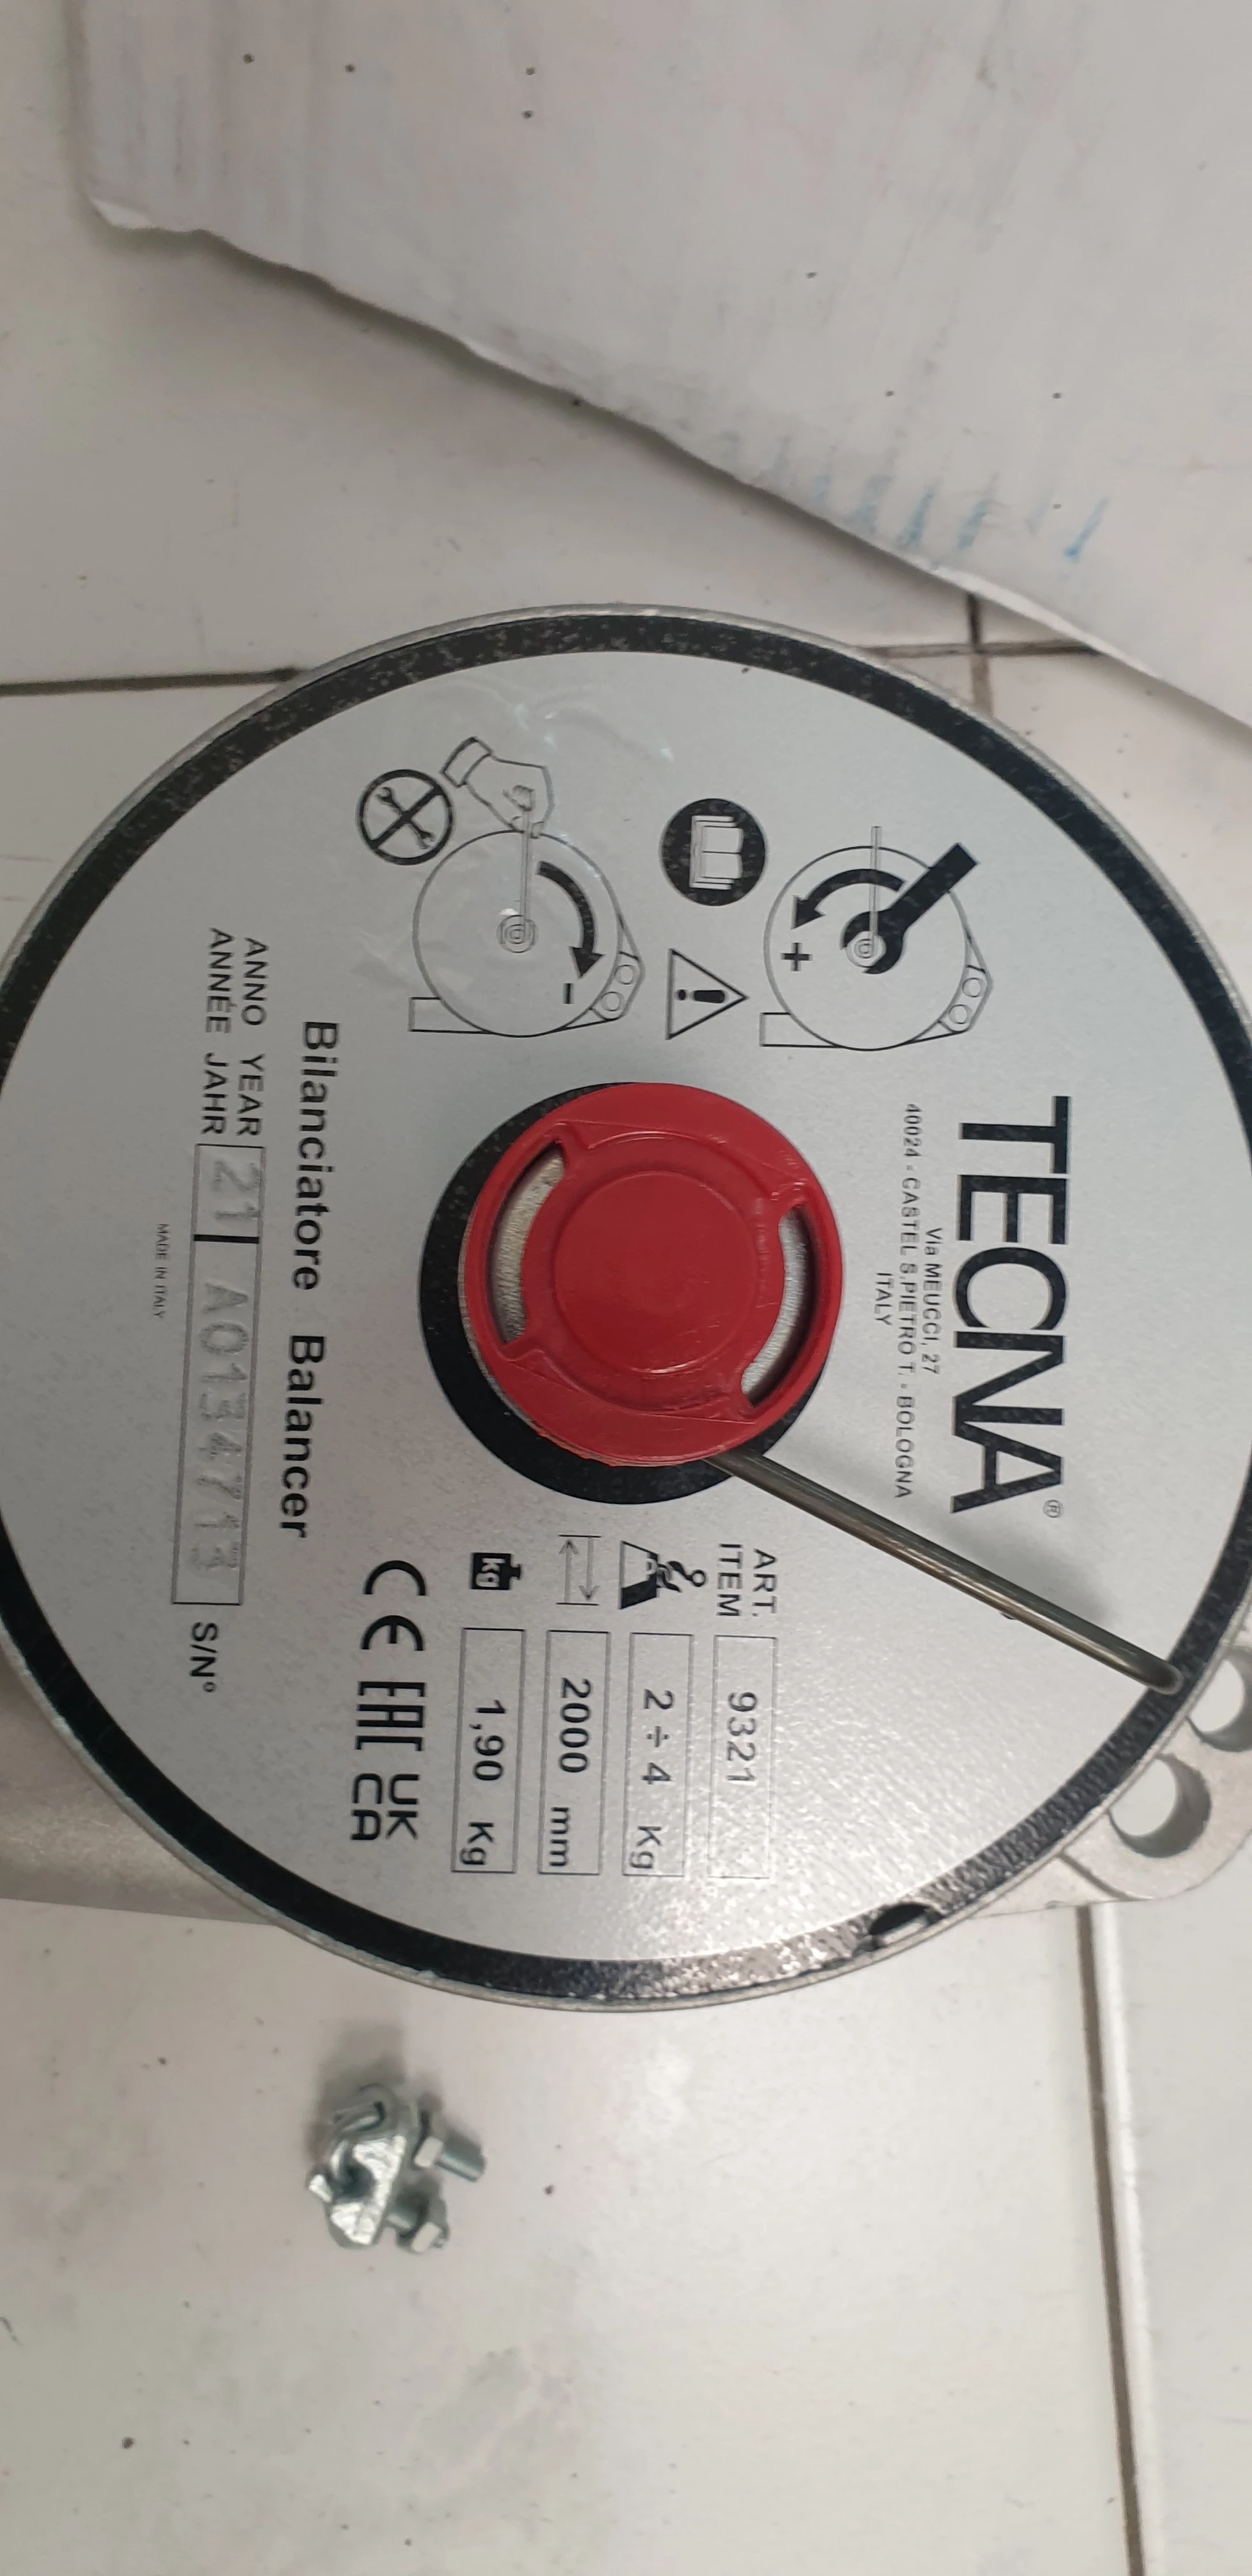 TECNA®
Via MEUCCI, 27
40024 - CASTEL S.PIETRO T. - BOLOGNA
ITALY
+
-
ART. ITEM 9321
2 ÷ 4 Kg
2000 mm
kg 1,90 Kg
CE EAC UK CA
Bilanciatore Balancer
ANNO YEAR
ANNÉE JAHR 21 A0134713 S/N°
MADE IN ITALY